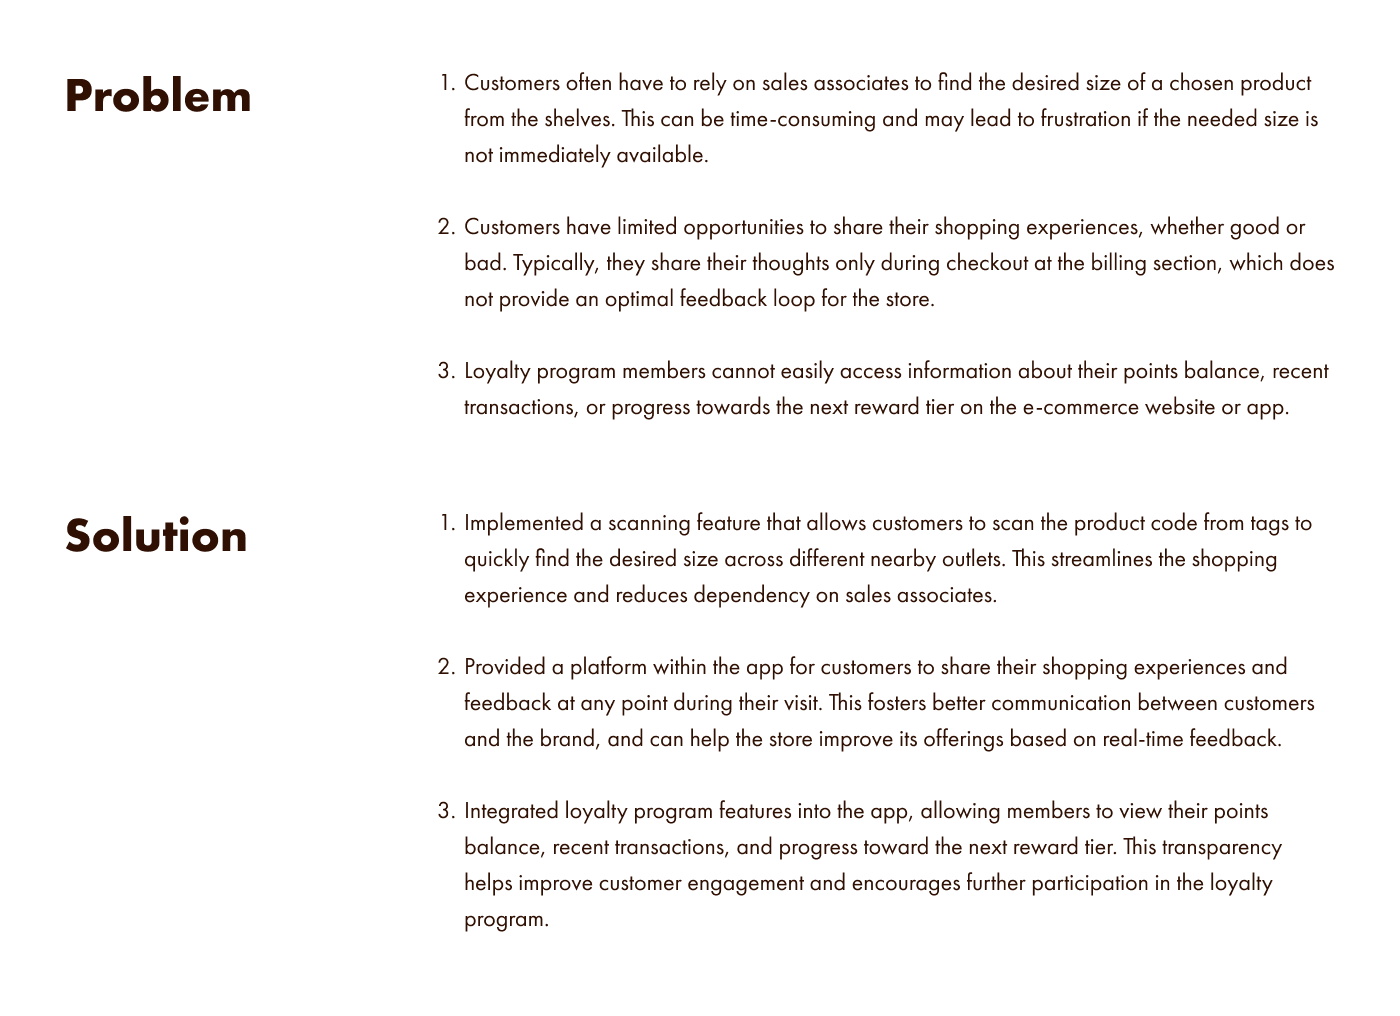 Problem
1. Customers often have to rely on sales associates to find the desired size of a chosen product
from the shelves. This can be time-consuming and may lead to frustration if the needed size is
not immediately available.
2. Customers have limited opportunities to share their shopping experiences, whether good or
bad. Typically, they share their thoughts only during checkout at the billing section, which does
not provide an optimal feedback loop for the store.
3. Loyalty program members cannot easily access information about their points balance, recent
transactions, or progress towards the next reward tier on the e-commerce website or app.
Solution
1. Implemented a scanning feature that allows customers to scan the product code from tags to
quickly find the desired size across different nearby outlets. This streamlines the shopping
experience and reduces dependency on sales associates.
2. Provided a platform within the app for customers to share their shopping experiences and
feedback at any point during their visit. This fosters better communication between customers
and the brand, and can help the store improve its offerings based on real-time feedback.
3. Integrated loyalty program features into the app, allowing members to view their points
balance, recent transactions, and progress toward the next reward tier. This transparency
helps improve customer engagement and encourages further participation in the loyalty
program.